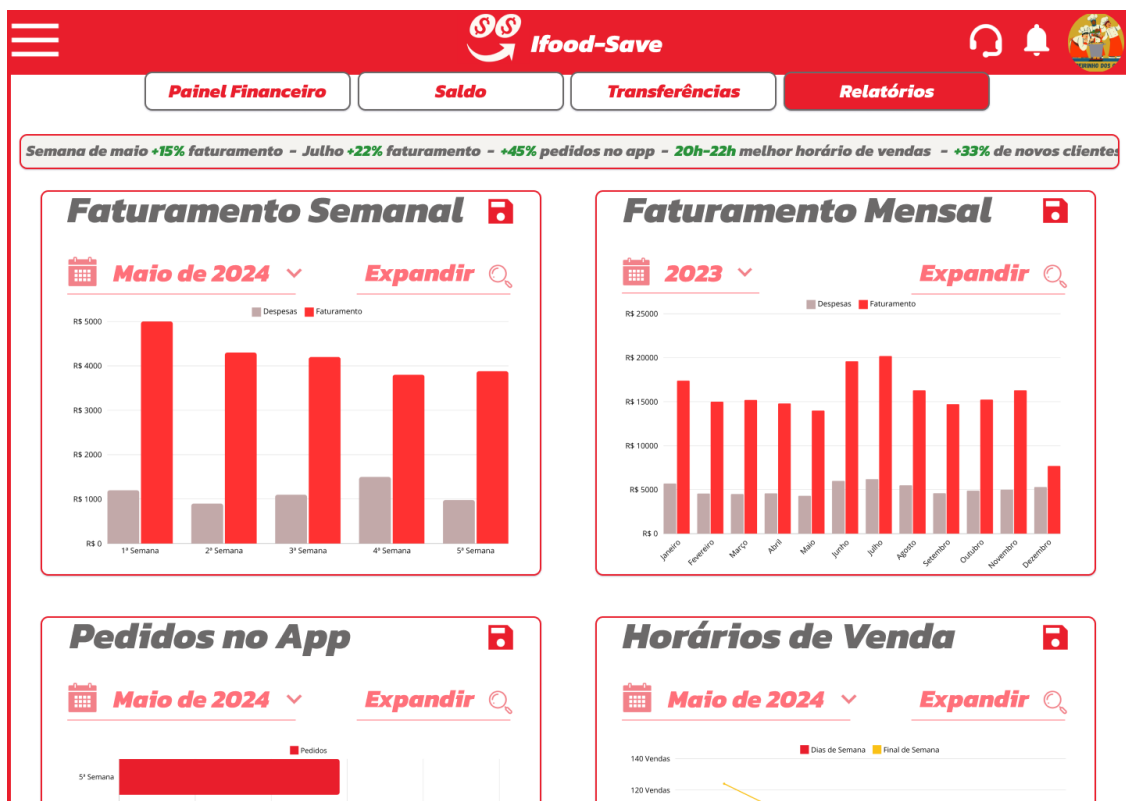 Ifood-Save
Painel Financeiro
Saldo
Transferências
Relatórios
Semana de maio +15% faturamento - Julho +22% faturamento - +45% pedidos no app - 20h-22h melhor horário de vendas - +33% de novos clientes
Faturamento Semanal
Maio de 2024
Expandir
Despesas
Faturamento
R$ 5000
R$ 4000
R$ 3000
R$ 2000
R$ 1000
R$ 0
1ª Semana
2ª Semana
3ª Semana
4ª Semana
5ª Semana
Faturamento Mensal
2023
Expandir
Despesas
Faturamento
R$ 25000
R$ 20000
R$ 15000
R$ 10000
R$ 5000
R$ 0
Janeiro
Fevereiro
Março
Abril
Maio
Junho
Julho
Agosto
Setembro
Outubro
Novembro
Dezembro
Pedidos no App
Maio de 2024
Expandir
Pedidos
5ª Semana
Horários de Venda
Maio de 2024
Expandir
Dias de Semana
Final de Semana
140 Vendas
120 Vendas